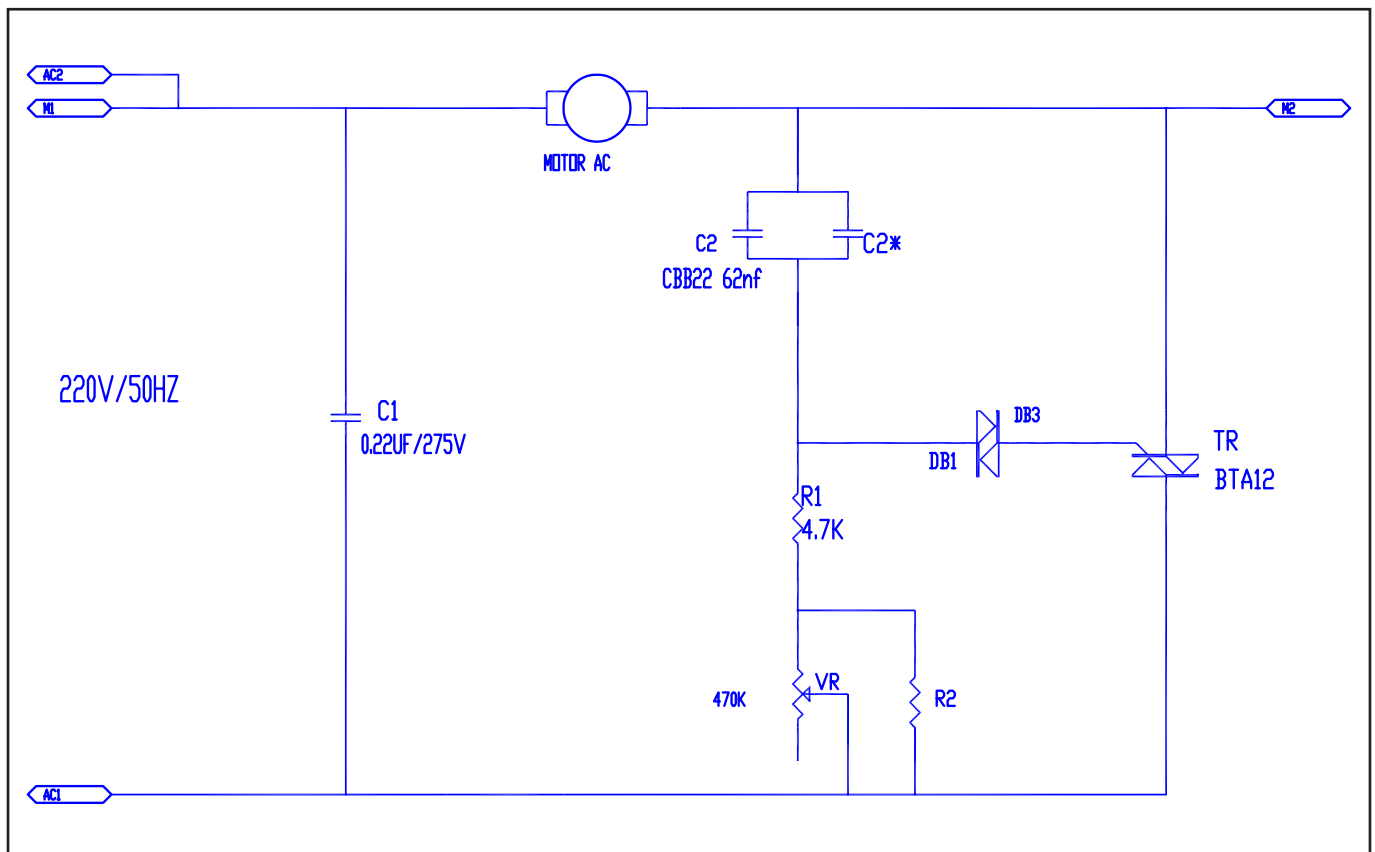 AC2
M1
M2
MOTOR AC
C2
C2*
CBB22 62nf
220V/50HZ
C1
0.22UF/275V
DB3
DB1
TR
BTA12
R1
4.7K
VR
470K
R2
AC1